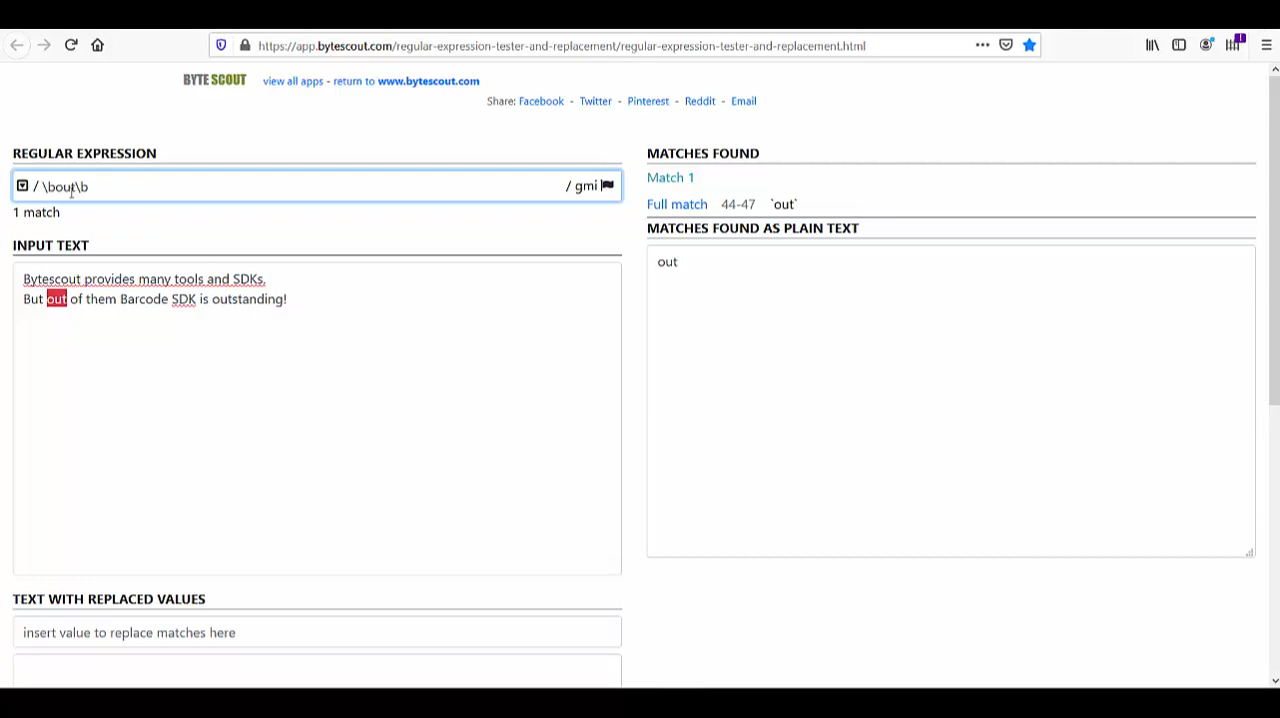 https://app.bytescout.com/regular-expression-tester-and-replacement/regular-expression-tester-and-replacement.html
1
BYTESCOUT view all apps - return to www.bytescout.com
Share: Facebook - Twitter - Pinterest - Reddit - Email
REGULAR EXPRESSION
/ \bout\b / gmi
1 match
INPUT TEXT
Bytescout provides many tools and SDKs.
But out of them Barcode SDK is outstanding!
TEXT WITH REPLACED VALUES
insert value to replace matches here
MATCHES FOUND
Match 1
Full match 44-47 `out`
MATCHES FOUND AS PLAIN TEXT
out